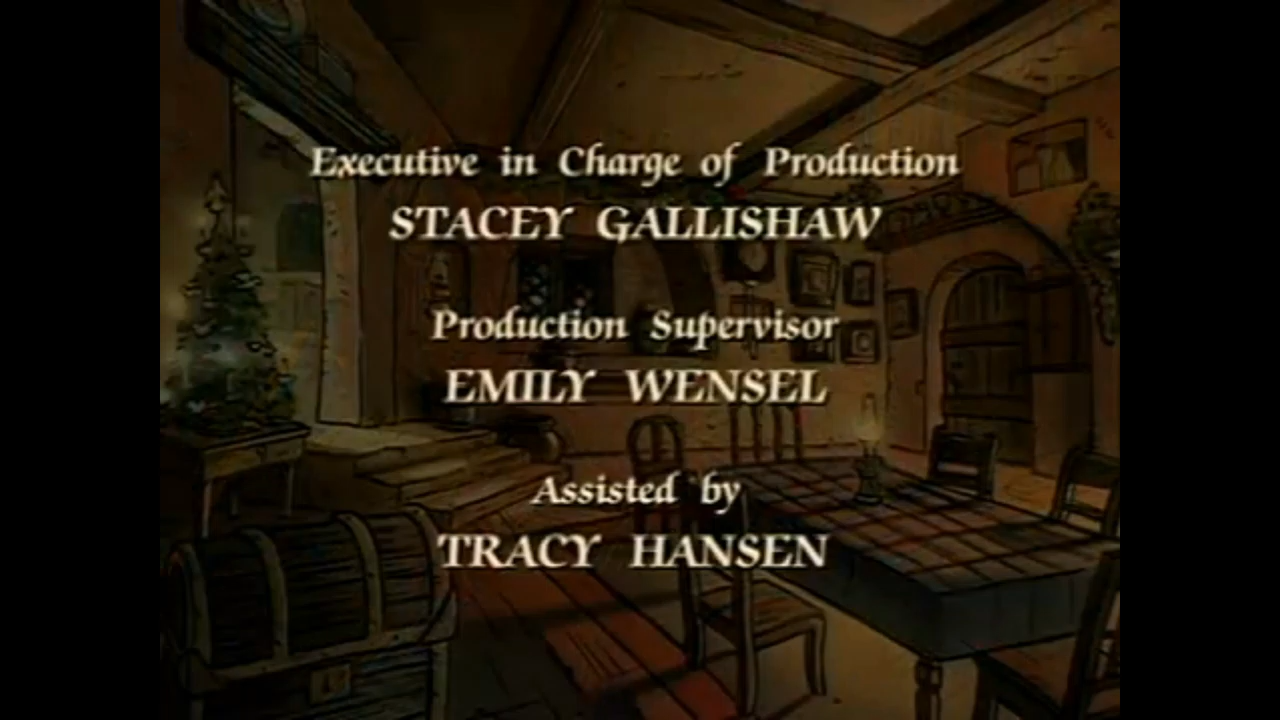 Executive in Charge of Production
STACEY GALLISHAW
Production Supervisor
EMILY WENSEL
Assisted by
TRACY HANSEN